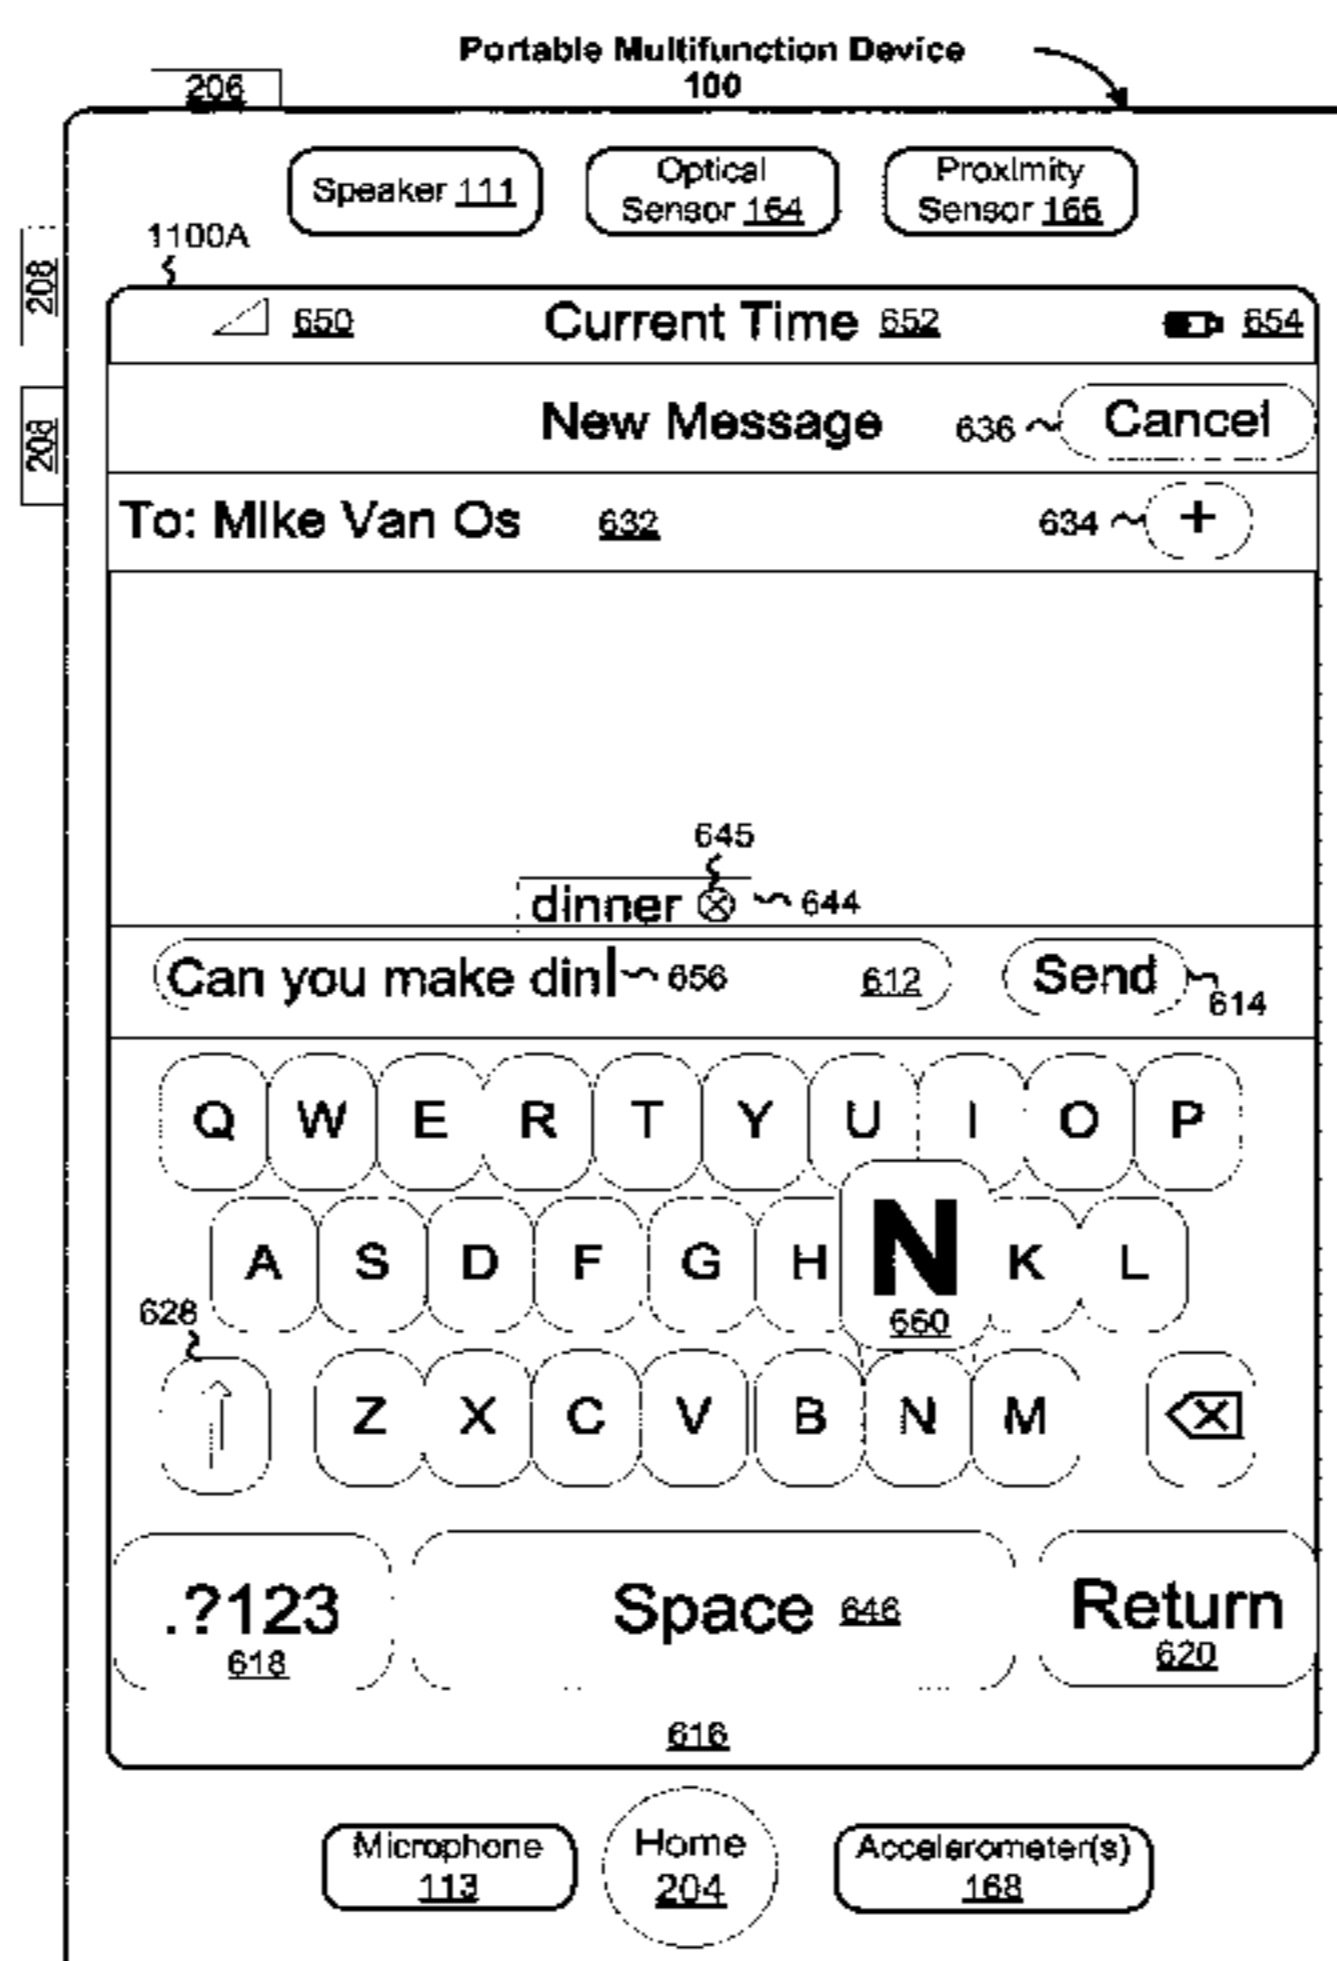 Portable Multifunction Device
100
206
Speaker 111
Optical
Sensor 164
Proximity
Sensor 166
1100A
208
208
650
Current Time 652
654
New Message
636
Cancel
To: Mike Van Os 632
634
+
645
dinner
644
Can you make din
656
612
Send
614
Q W E R T Y U I O P
A S D F G H N K L
660
628
Z X C V B N M
.?123
618
Space 646
Return
620
616
Microphone
113
Home
204
Accelerometer(s)
168